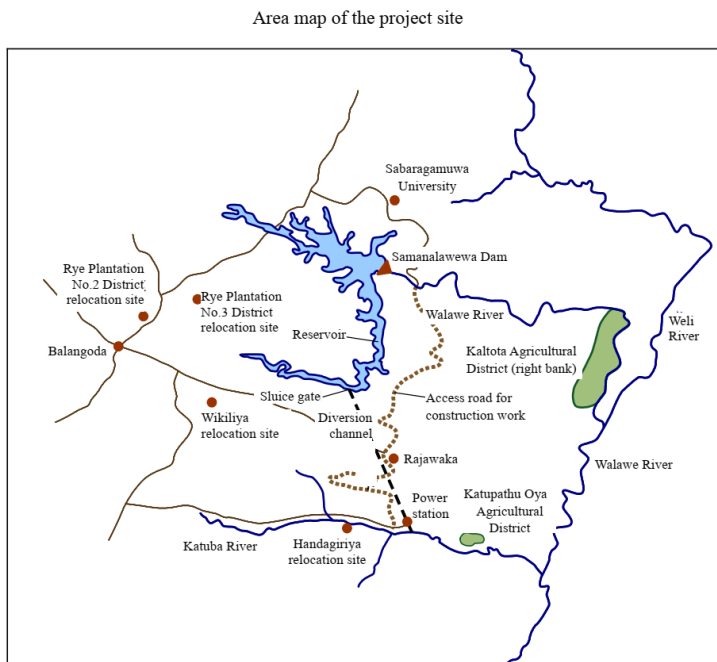 Area map of the project site
Sabaragamuwa
University
Samanalawewa Dam
Rye Plantation
No.2 District
relocation site
Rye Plantation
No.3 District
relocation site
Walawe River
Weli
River
Reservoir
Balangoda
Kaltota Agricultural
District (right bank)
Sluice gate
Access road for
construction work
Diversion
channel
Wikiliya
relocation site
Rajawaka
Walawe River
Power
station
Katupathu Oya
Agricultural
District
Katuba River
Handagiriya
relocation site